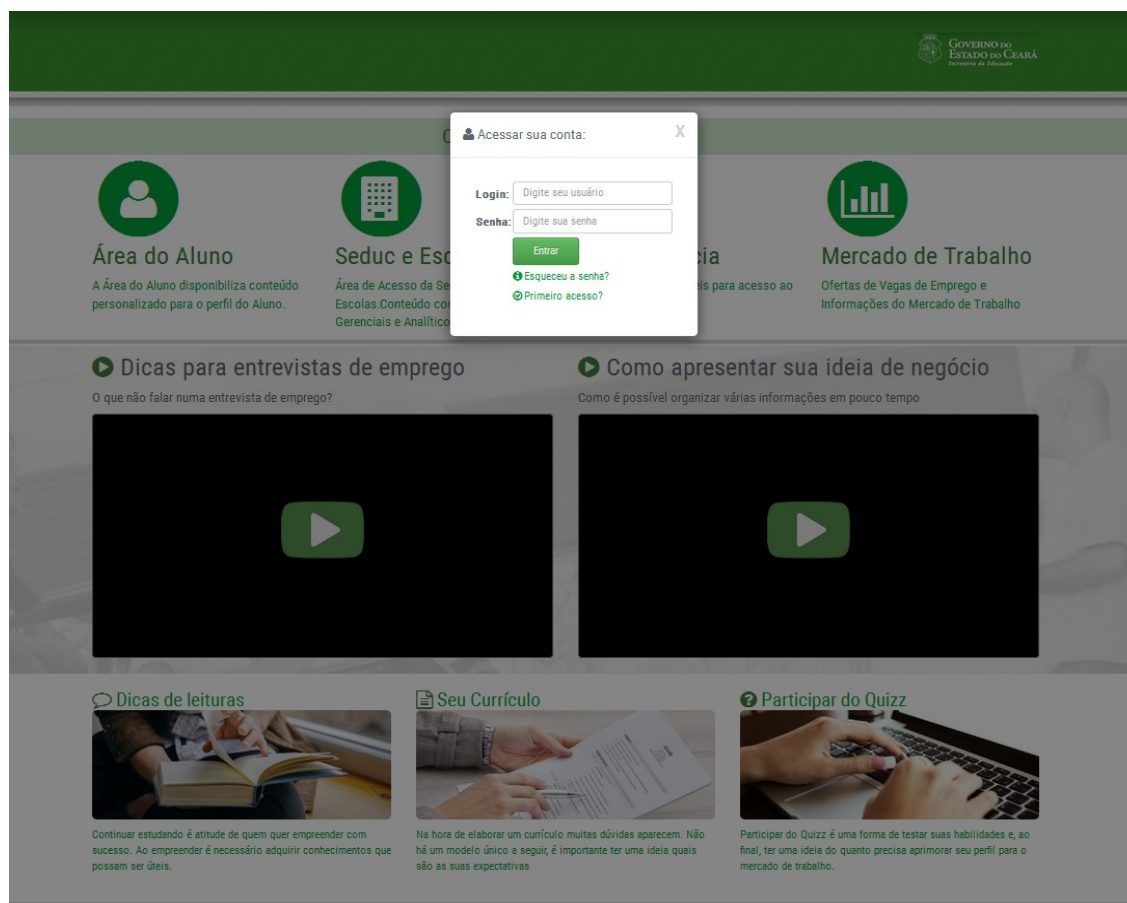 GOVERNO DO
ESTADO DO CEARÁ
Secretaria da Educação
Acessar sua conta:
X
Login: Digite seu usuário
Senha: Digite sua senha
Entrar
Esqueceu a senha?
Primeiro acesso?
Área do Aluno
A Área do Aluno disponibiliza conteúdo
personalizado para o perfil do Aluno.
Seduc e Esc
Área de Acesso da Se
Escolas.Conteúdo co
Gerenciais e Analítico
cia
is para acesso ao
Mercado de Trabalho
Ofertas de Vagas de Emprego e
Informações do Mercado de Trabalho
Dicas para entrevistas de emprego
O que não falar numa entrevista de emprego?
Como apresentar sua ideia de negócio
Como é possível organizar várias informações em pouco tempo
Dicas de leituras
Continuar estudando é atitude de quem quer empreender com
sucesso. Ao empreender é necessário adquirir conhecimentos que
possam ser úteis.
Seu Currículo
Na hora de elaborar um currículo muitas dúvidas aparecem. Não
há um modelo único a seguir, é importante ter uma ideia quais
são as suas expectativas
Participar do Quizz
Participar do Quizz é uma forma de testar suas habilidades e, ao
final, ter uma ideia do quanto precisa aprimorar seu perfil para o
mercado de trabalho.